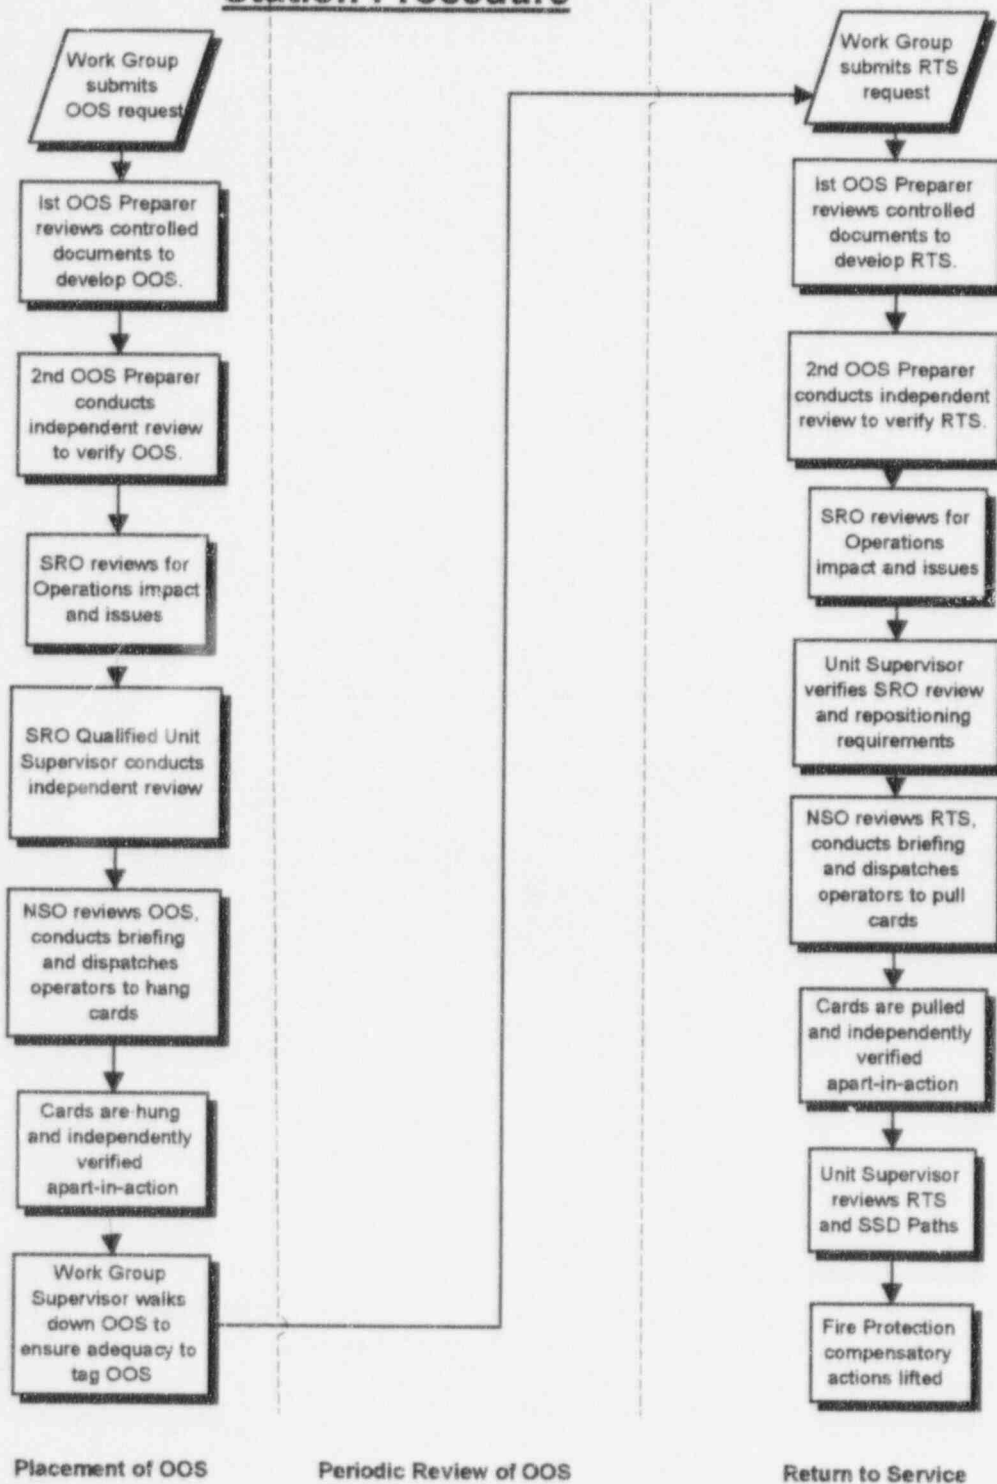 Station Procedure
Work Group
submits
OOS request
Ist OOS Preparer
reviews controlled
documents to
develop OOS.
2nd OOS Preparer
conducts
independent review
to verify OOS.
SRO reviews for
Operations impact
and issues
SRO Qualified Unit
Supervisor conducts
independent review
NSO reviews OOS,
conducts briefing
and dispatches
operators to hang
cards
Cards are hung
and independently
verified
apart-in-action
Work Group
Supervisor walks
down OOS to
ensure adequacy to
tag OOS
Placement of OOS
Periodic Review of OOS
Work Group
submits RTS
request
Ist OOS Preparer
reviews controlled
documents to
develop RTS.
2nd OOS Preparer
conducts independent
review to verify RTS.
SRO reviews for
Operations
impact and issues
Unit Supervisor
verifies SRO review
and repositioning
requirements
NSO reviews RTS,
conducts briefing
and dispatches
operators to pull
cards
Cards are pulled
and independently
verified
apart-in-action
Unit Supervisor
reviews RTS
and SSD Paths
Fire Protection
compensatory
actions lifted
Return to Service